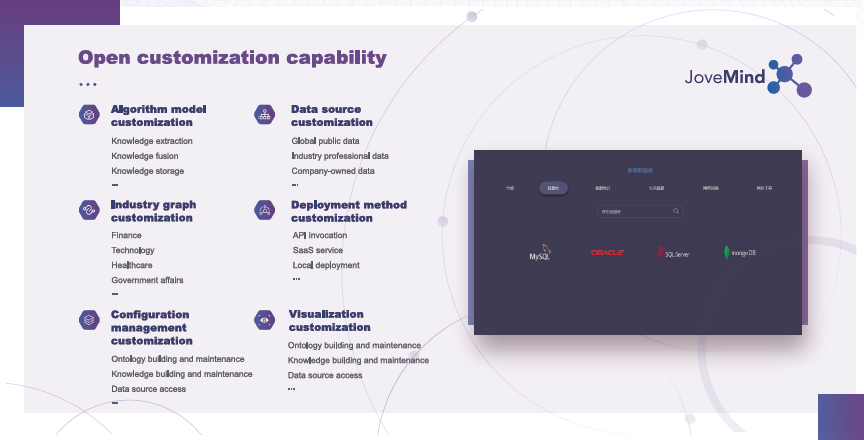 Open customization capability
JoveMind
Algorithm model
customization
Knowledge extraction
Knowledge fusion
Knowledge storage
...
Data source
customization
Global public data
Industry professional data
Company-owned data
...
Industry graph
customization
Finance
Technology
Healthcare
Government affairs
...
Deployment method
customization
API invocation
SaaS service
Local deployment
...
Configuration
management
customization
Ontology building and maintenance
Knowledge building and maintenance
Data source access
...
Visualization
customization
Ontology building and maintenance
Knowledge building and maintenance
Data source access
...
MySQL
ORACLE
SQL Server
mongoDB